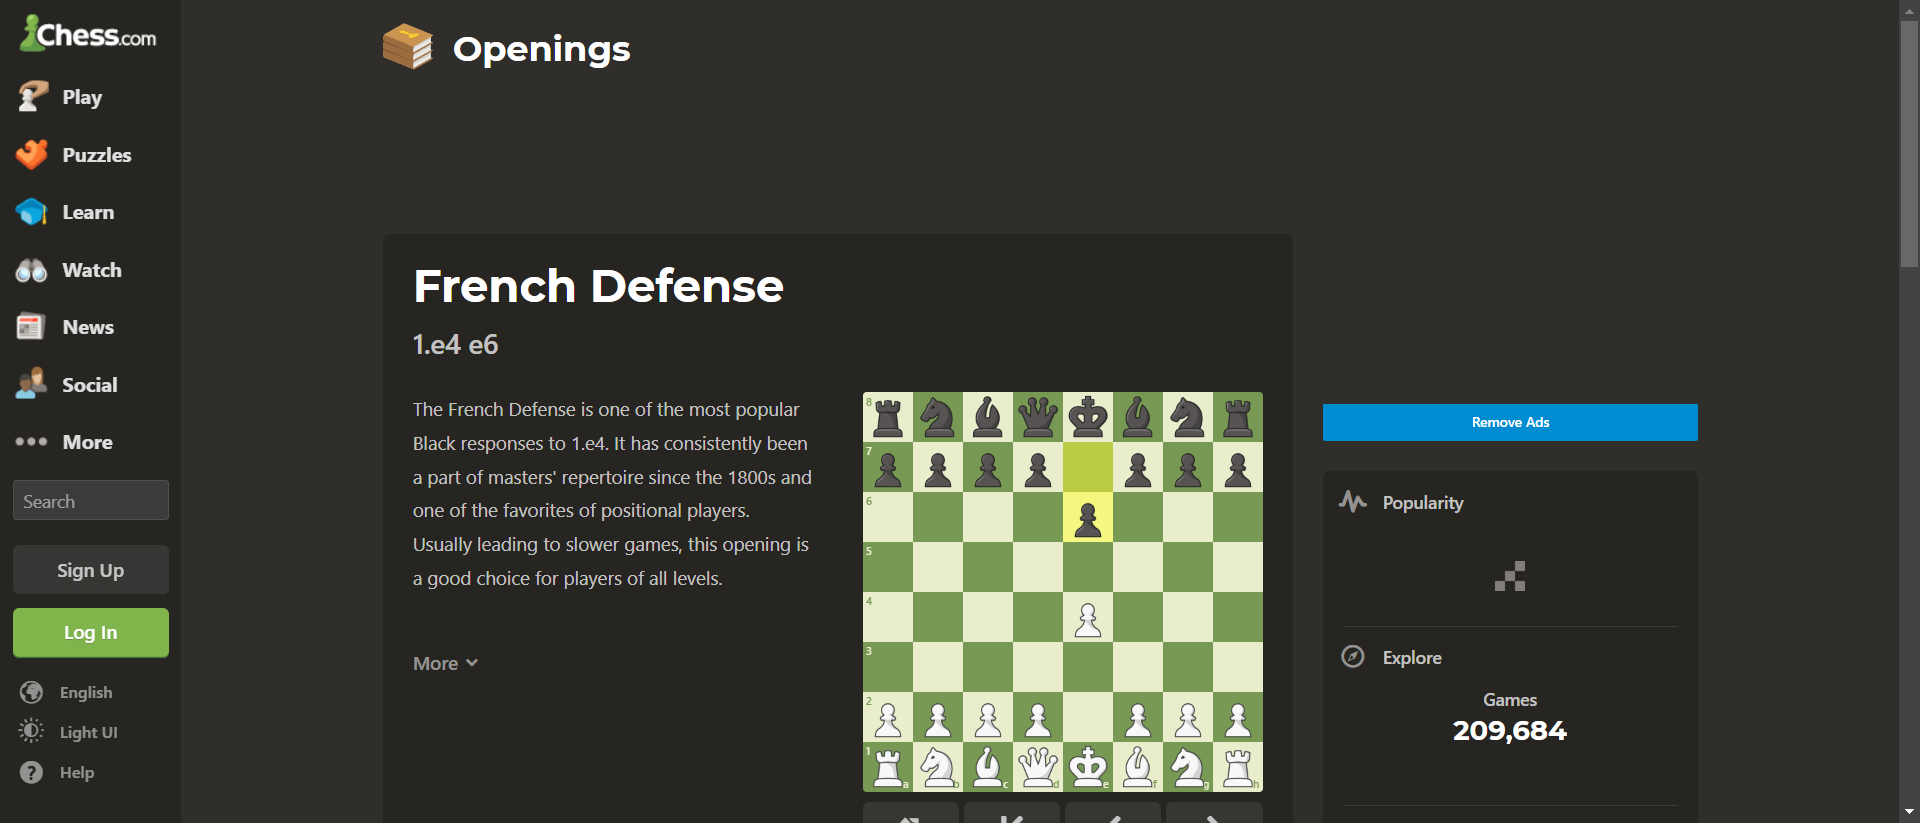 Chess.com
Play
Puzzles
Learn
Watch
News
Social
More
Search
Sign Up
Log In
English
Light UI
Help
Openings
French Defense
1.e4 e6
The French Defense is one of the most popular
Black responses to 1.e4. It has consistently been
a part of masters' repertoire since the 1800s and
one of the favorites of positional players.
Usually leading to slower games, this opening is
a good choice for players of all levels.
More
8
7
6
5
4
3
2
1
a b c d e f g h
Remove Ads
Popularity
Explore
Games
209,684